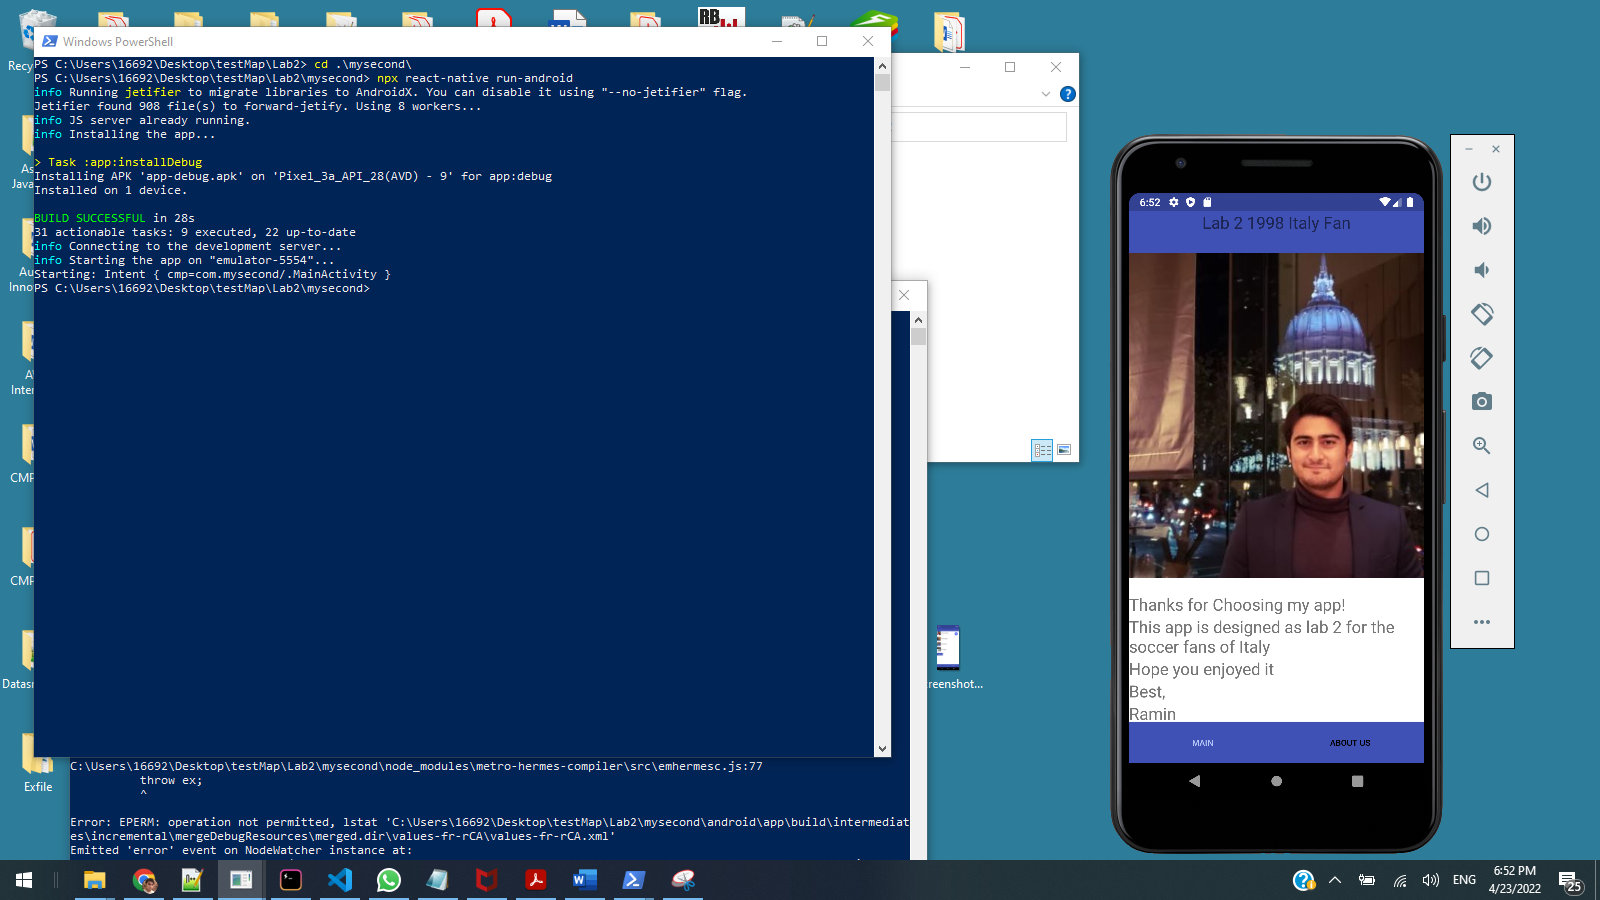 Windows PowerShell
PS C:\Users\16692\Desktop\testMap\Lab2> cd .\mysecond\
PS C:\Users\16692\Desktop\testMap\Lab2\mysecond> npx react-native run-android
info Running jetifier to migrate libraries to AndroidX. You can disable it using "--no-jetifier" flag.
Jetifier found 908 file(s) to forward-jetify. Using 8 workers...
info JS server already running.
info Installing the app...
> Task :app:installDebug
Installing APK 'app-debug.apk' on 'Pixel_3a_API_28(AVD) - 9' for app:debug
Installed on 1 device.
BUILD SUCCESSFUL in 28s
31 actionable tasks: 9 executed, 22 up-to-date
info Connecting to the development server...
info Starting the app on "emulator-5554"...
Starting: Intent { cmp=com.mysecond/.MainActivity }
PS C:\Users\16692\Desktop\testMap\Lab2\mysecond>
C:\Users\16692\Desktop\testMap\Lab2\mysecond\node_modules\metro-hermes-compiler\src\emhermesc.js:77
throw ex;
^
Error: EPERM: operation not permitted, lstat 'C:\Users\16692\Desktop\testMap\Lab2\mysecond\android\app\build\intermediat
es\incremental\mergeDebugResources\merged.dir\values-fr-rCA\values-fr-rCA.xml'
Emitted 'error' event on NodeWatcher instance at:
6:52
Lab 2 1998 Italy Fan
Thanks for Choosing my app!
This app is designed as lab 2 for the
soccer fans of Italy
Hope you enjoyed it
Best,
Ramin
MAIN
ABOUT US
Recy
As
Java
Au
Inno
A
Inter
CMP
CMP
Datas
Exfile
reenshot...
RB
ENG
6:52 PM
4/23/2022
25